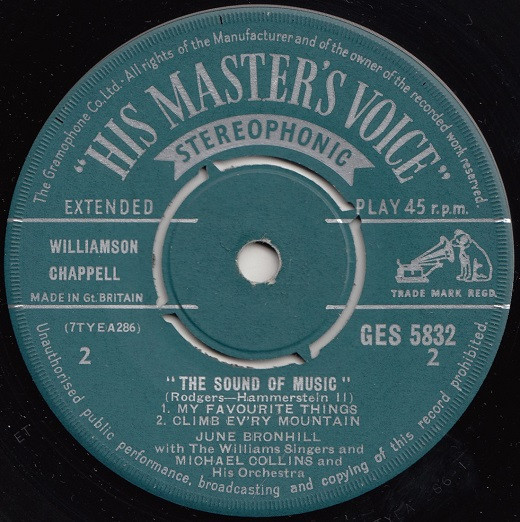 The Gramophone Co. Ltd. - All rights of the Manufacturer and of the owner of the recorded work reserved.
"HIS MASTER'S VOICE"
STEREOPHONIC
EXTENDED PLAY 45 r.p.m.
WILLIAMSON
CHAPPELL
MADE IN Gt. BRITAIN
TRADE MARK REGD.
(7TYEA286)
2
GES 5832
2
"THE SOUND OF MUSIC"
(Rodgers—Hammerstein II)
1. MY FAVOURITE THINGS
2. CLIMB EV'RY MOUNTAIN
JUNE BRONHILL
with The Williams Singers and
MICHAEL COLLINS and
His Orchestra
Unauthorised public performance, broadcasting and copying of this record prohibited.